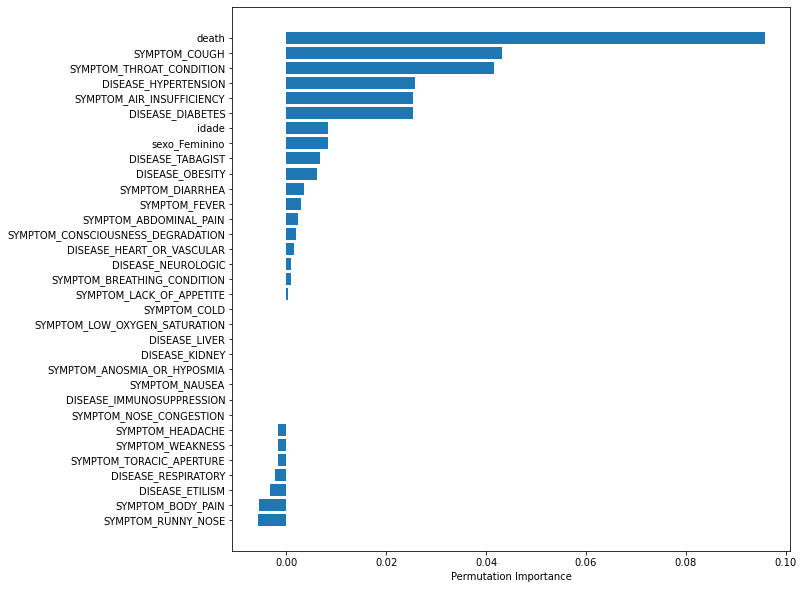 death
SYMPTOM_COUGH
SYMPTOM_THROAT_CONDITION
DISEASE_HYPERTENSION
SYMPTOM_AIR_INSUFFICIENCY
DISEASE_DIABETES
idade
sexo_Feminino
DISEASE_TABAGIST
DISEASE_OBESITY
SYMPTOM_DIARRHEA
SYMPTOM_FEVER
SYMPTOM_ABDOMINAL_PAIN
SYMPTOM_CONSCIOUSNESS_DEGRADATION
DISEASE_HEART_OR_VASCULAR
DISEASE_NEUROLOGIC
SYMPTOM_BREATHING_CONDITION
SYMPTOM_LACK_OF_APPETITE
SYMPTOM_COLD
SYMPTOM_LOW_OXYGEN_SATURATION
DISEASE_LIVER
DISEASE_KIDNEY
SYMPTOM_ANOSMIA_OR_HYPOSMIA
SYMPTOM_NAUSEA
DISEASE_IMMUNOSUPPRESSION
SYMPTOM_NOSE_CONGESTION
SYMPTOM_HEADACHE
SYMPTOM_WEAKNESS
SYMPTOM_TORACIC_APERTURE
DISEASE_RESPIRATORY
DISEASE_ETILISM
SYMPTOM_BODY_PAIN
SYMPTOM_RUNNY_NOSE
0.00 0.02 0.04 0.06 0.08 0.10
Permutation Importance